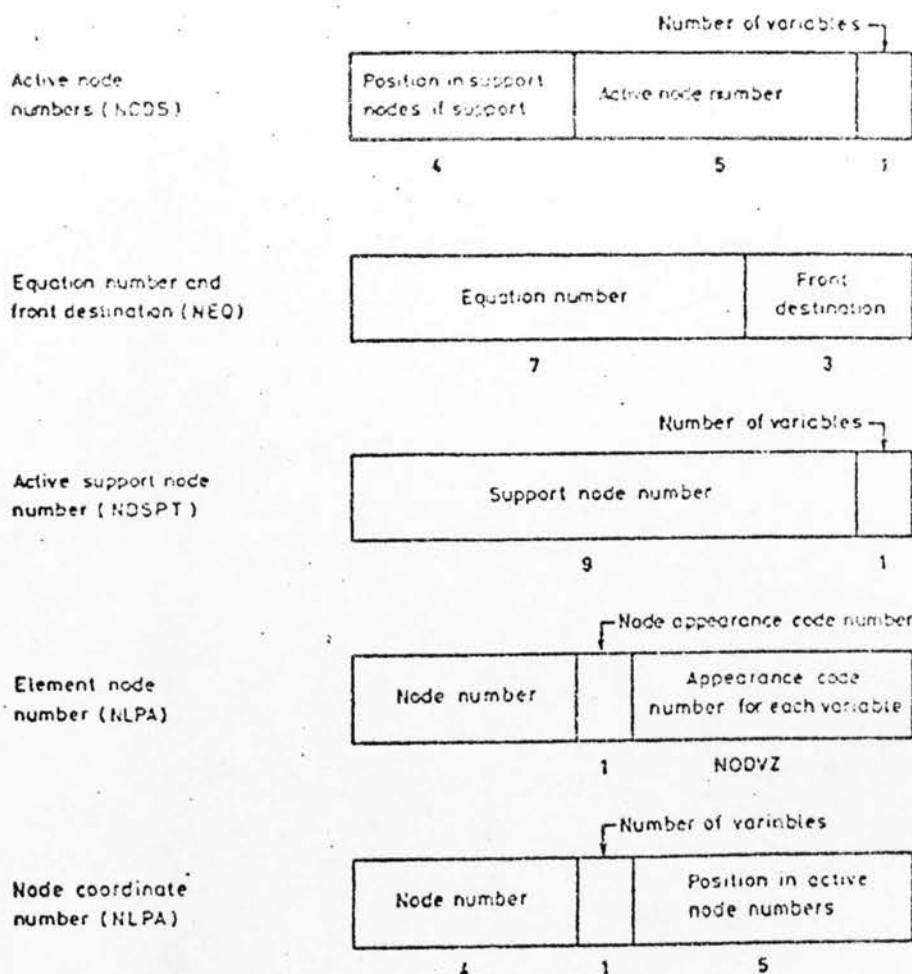 Number of variables
Active node
numbers (NODS)
Position in support
nodes if support
Active node number
4
5
1
Equation number and
front destination (NEQ)
Equation number
Front
destination
7
3
Number of variables
Active support node
number (NDSPT)
Support node number
9
1
Node appearance code number
Element node
number (NLPA)
Node number
Appearance code
number for each variable
1
NODVZ
Number of variables
Node coordinate
number (NLPA)
Node number
Position in active
node numbers
4
1
5